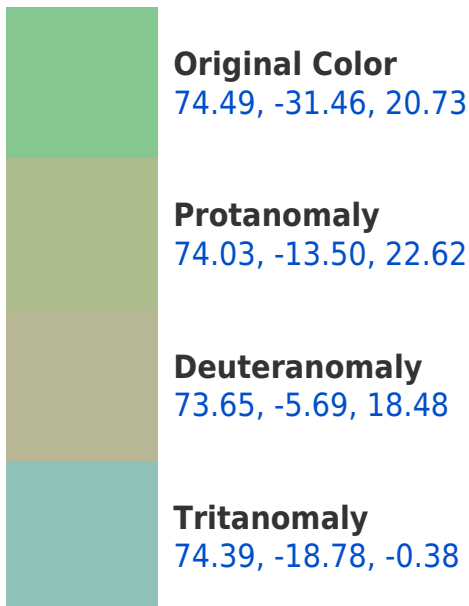 Original Color
74.49, -31.46, 20.73
Protanomaly
74.03, -13.50, 22.62
Deuteranomaly
73.65, -5.69, 18.48
Tritanomaly
74.39, -18.78, -0.38